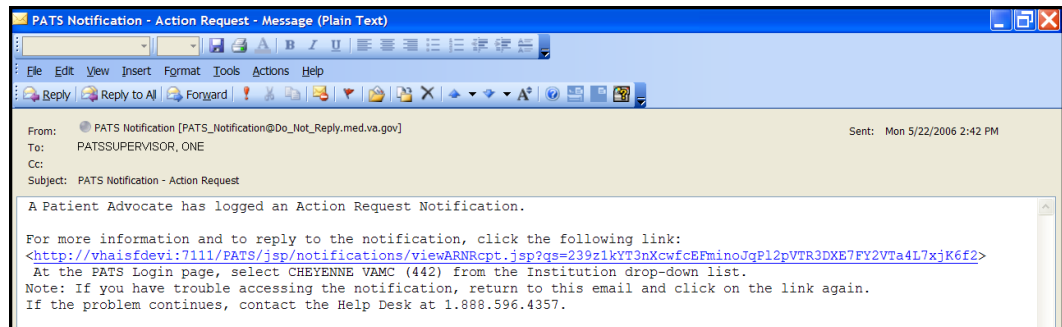 PATS Notification - Action Request - Message (Plain Text)
A B I U
File Edit View Insert Format Tools Actions Help
Reply Reply to All Forward
From: PATS Notification [PATS_Notification@Do_Not_Reply.med.va.gov] Sent: Mon 5/22/2006 2:42 PM
To: PATSSUPERVISOR, ONE
Cc:
Subject: PATS Notification - Action Request
A Patient Advocate has logged an Action Request Notification.
For more information and to reply to the notification, click the following link:
<http://vhaisfdevi:7111/PATS/jsp/notifications/viewARNRcpt.jsp?qs=239z1kYT3nXcwfcEFminoJqPl2pVTR3DXE7FY2VTa4L7xjK6f2>
At the PATS Login page, select CHEYENNE VAMC (442) from the Institution drop-down list.
Note: If you have trouble accessing the notification, return to this email and click on the link again.
If the problem continues, contact the Help Desk at 1.888.596.4357.